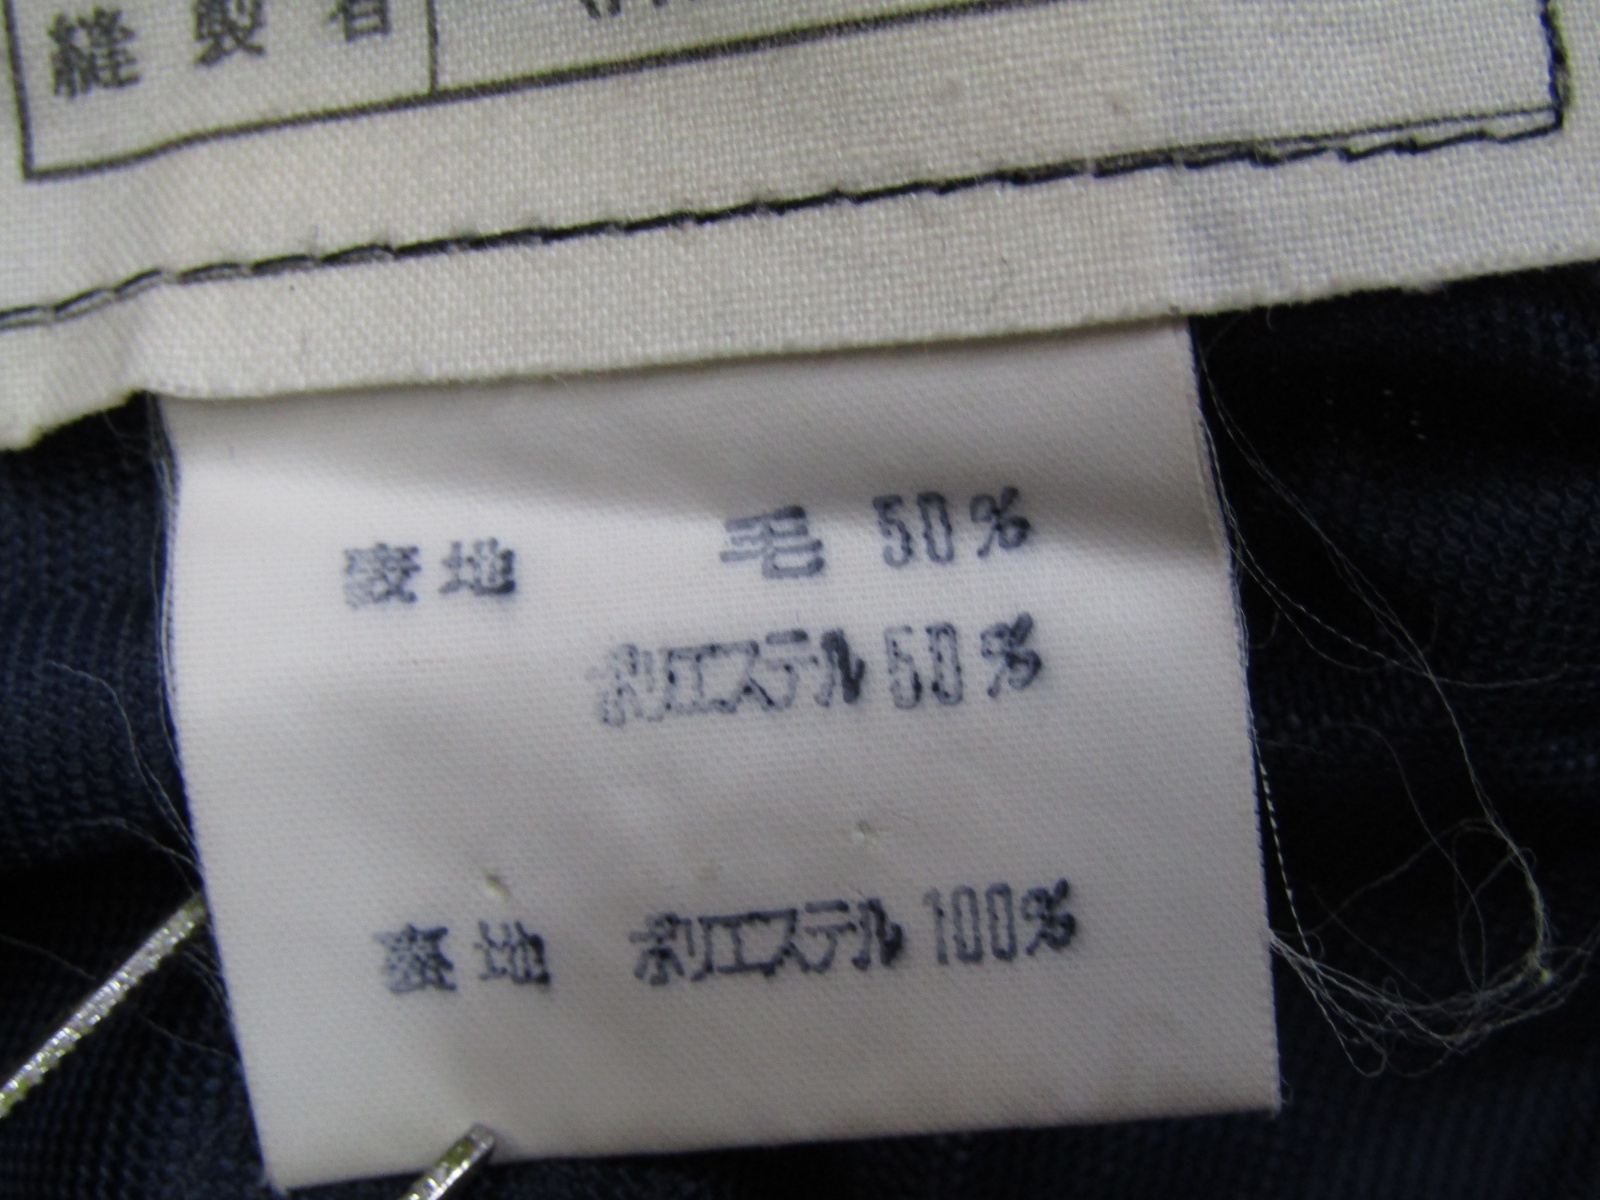 縫製者
表地 毛 50%
ポリエステル 50%
裏地 ポリエステル 100%